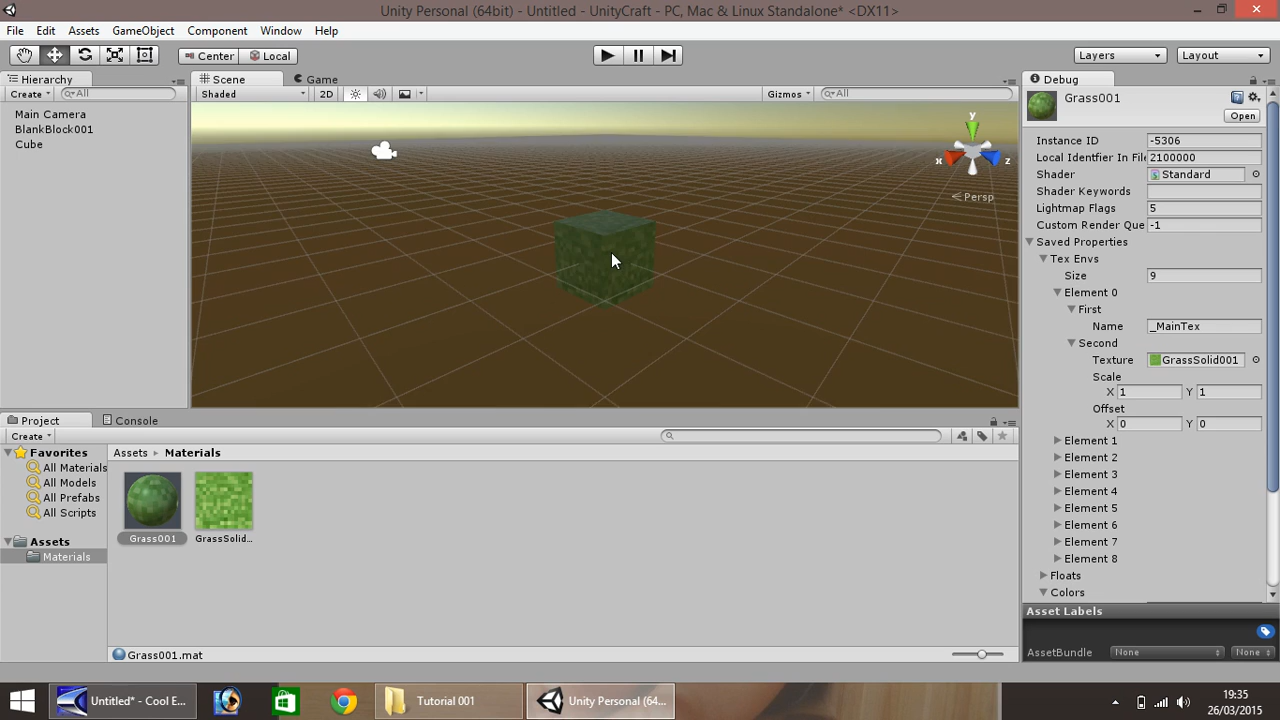 Unity Personal (64bit) - Untitled - UnityCraft - PC, Mac & Linux Standalone* <DX11>
File Edit Assets GameObject Component Window Help
Center Local Layers Layout
Hierarchy
Create All
Main Camera
BlankBlock001
Cube
Scene Game
Shaded 2D Gizmos All
y
x z
Persp
Debug
Grass001
Open
Instance ID -5306
Local Identfier In File 2100000
Shader Standard
Shader Keywords
Lightmap Flags 5
Custom Render Que -1
Saved Properties
Tex Envs
Size 9
Element 0
First
Name _MainTex
Second
Texture GrassSolid001
Scale
X 1 Y 1
Offset
X 0 Y 0
Element 1
Element 2
Element 3
Element 4
Element 5
Element 6
Element 7
Element 8
Floats
Colors
Asset Labels
AssetBundle None None
Project Console
Create
Favorites
All Materials
All Models
All Prefabs
All Scripts
Assets
Materials
Assets Materials
Grass001 GrassSolid...
Grass001.mat
Untitled* - Cool E... Tutorial 001 Unity Personal (64...
19:35
26/03/2015